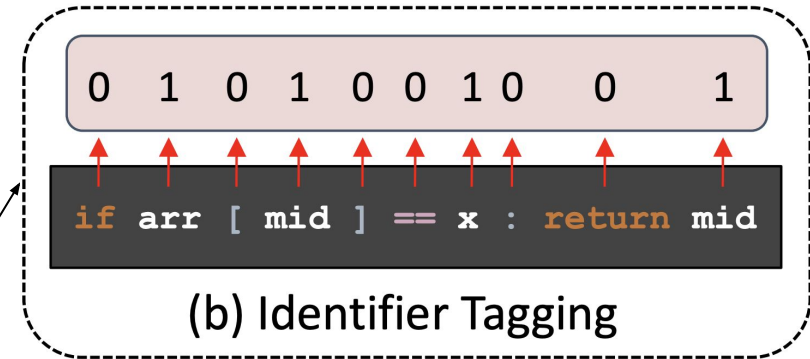 0 1 0 1 0 0 1 0 0 1
if arr [ mid ] == x : return mid
(b) Identifier Tagging